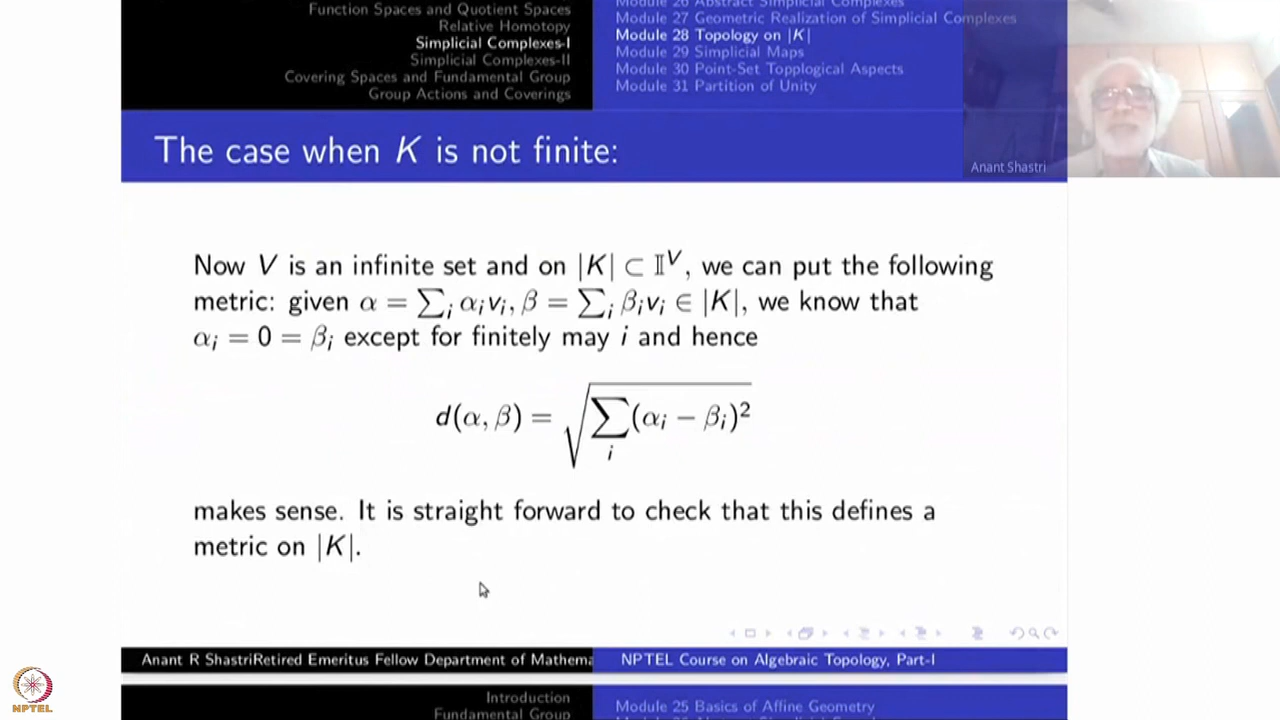 Function Spaces and Quotient Spaces
Relative Homotopy
Simplicial Complexes-I
Simplicial Complexes-II
Covering Spaces and Fundamental Group
Group Actions and Coverings
Module 26 Abstract Simplicial Complexes
Module 27 Geometric Realization of Simplicial Complexes
Module 28 Topology on |K|
Module 29 Simplicial Maps
Module 30 Point-Set Topplogical Aspects
Module 31 Partition of Unity
Anant Shastri
The case when K is not finite:
Now V is an infinite set and on |K| ⊂ 𝕀^V, we can put the following
metric: given α = ∑_i α_i v_i, β = ∑_i β_i v_i ∈ |K|, we know that
α_i = 0 = β_i except for finitely may i and hence
d(α, β) = √(∑_i (α_i − β_i)²)
makes sense. It is straight forward to check that this defines a
metric on |K|.
Anant R ShastriRetired Emeritus Fellow Department of Mathema
NPTEL Course on Algebraic Topology, Part-I
Introduction
Fundamental Group
Module 25 Basics of Affine Geometry
NPTEL